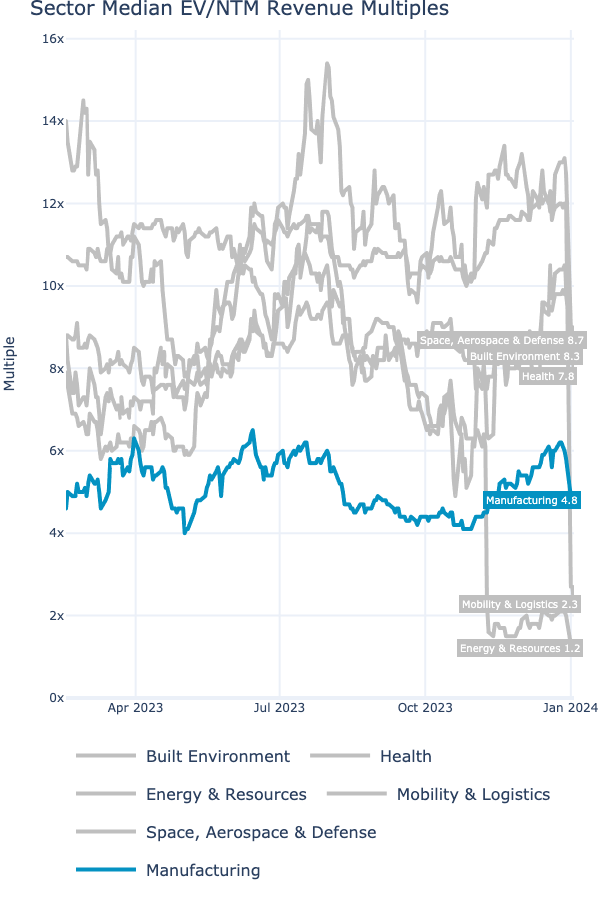 Sector Median EV/NTM Revenue Multiples
16x
14x
12x
10x
8x
6x
4x
2x
0x
Multiple
Space, Aerospace & Defense 8.7
Built Environment 8.3
Health 7.8
Manufacturing 4.8
Mobility & Logistics 2.3
Energy & Resources 1.2
Apr 2023 Jul 2023 Oct 2023 Jan 2024
Built Environment Health
Energy & Resources Mobility & Logistics
Space, Aerospace & Defense
Manufacturing